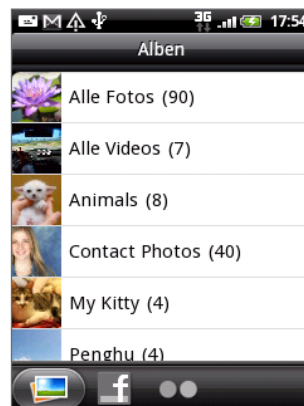 3G 17:54
Alben
Alle Fotos (90)
Alle Videos (7)
Animals (8)
Contact Photos (40)
My Kitty (4)
Penghu (4)
f